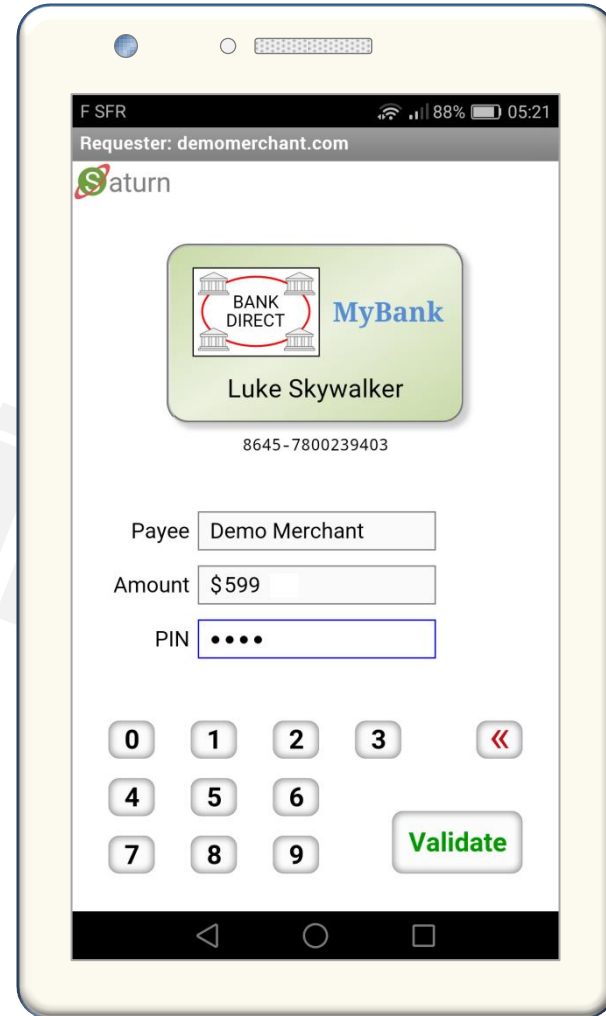 F SFR 88% 05:21
Requester: demomerchant.com
Saturn
BANK
DIRECT
MyBank
Luke Skywalker
8645-7800239403
Payee Demo Merchant
Amount $599
PIN ••••
0 1 2 3 «
4 5 6
7 8 9 Validate